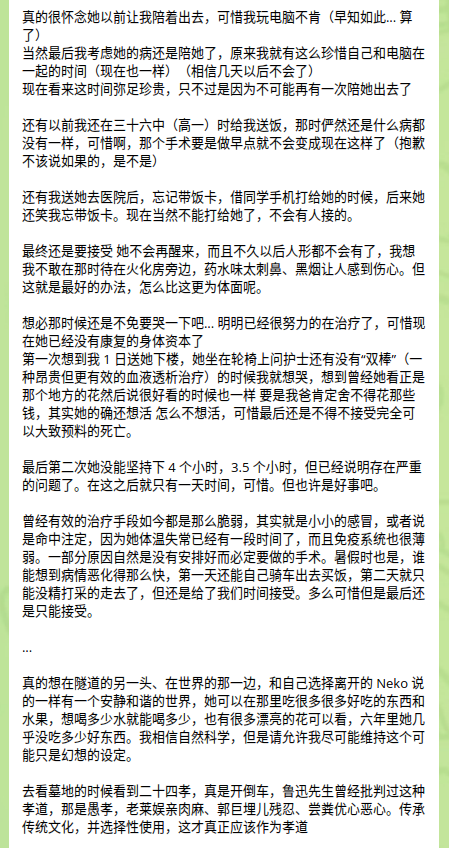 真的很怀念她以前让我陪着出去，可惜我玩电脑不肯（早知如此... 算
了）
当然最后我考虑她的病还是陪她了，原来我就有这么珍惜自己和电脑在
一起的时间（现在也一样）（相信几天以后不会了）
现在看来这时间弥足珍贵，只不过是因为不可能再有一次陪她出去了
还有以前我还在三十六中（高一）时给我送饭，那时俨然还是什么病都
没有一样，可惜啊，那个手术要是做早点就不会变成现在这样了（抱歉
不该说如果的，是不是）
还有我送她去医院后，忘记带饭卡，借同学手机打给她的时候，后来她
还笑我忘带饭卡。现在当然不能打给她了，不会有人接的。
最终还是要接受 她不会再醒来，而且不久以后人形都不会有了，我想
我不敢在那时待在火化房旁边，药水味太刺鼻、黑烟让人感到伤心。但
这就是最好的办法，怎么比这更为体面呢。
想必那时候还是不免要哭一下吧... 明明已经很努力的在治疗了，可惜现
在她已经没有康复的身体资本了
第一次想到我 1 日送她下楼，她坐在轮椅上问护士还有没有“双棒”（一
种昂贵但更有效的血液透析治疗）的时候我就想哭，想到曾经她看正是
那个地方的花然后说很好看的时候也一样 要是我爸肯定舍不得花那些
钱，其实她的确还想活 怎么不想活，可惜最后还是不得不接受完全可
以大致预料的死亡。
最后第二次她没能坚持下 4 个小时，3.5 个小时，但已经说明存在严重
的问题了。在这之后就只有一天时间，可惜。但也许是好事吧。
曾经有效的治疗手段如今都是那么脆弱，其实就是小小的感冒，或者说
是命中注定，因为她体温失常已经有一段时间了，而且免疫系统也很薄
弱。一部分原因自然是没有安排好而必定要做的手术。暑假时也是，谁
能想到病情恶化得那么快，第一天还能自己骑车出去买饭，第二天就只
能没精打采的走去了，但还是给了我们时间接受。多么可惜但是最后还
是只能接受。
...
真的想在隧道的另一头、在世界的那一边，和自己选择离开的 Neko 说
的一样有一个安静和谐的世界，她可以在那里吃很多很多好吃的东西和
水果，想喝多少水就能喝多少，也有很多漂亮的花可以看，六年里她几
乎没吃多少好东西。我相信自然科学，但是请允许我尽可能维持这个可
能只是幻想的设定。
去看墓地的时候看到二十四孝，真是开倒车，鲁迅先生曾经批判过这种
孝道，那是愚孝，老莱娱亲肉麻、郭巨埋儿残忍、尝粪优心恶心。传承
传统文化，并选择性使用，这才真正应该作为孝道